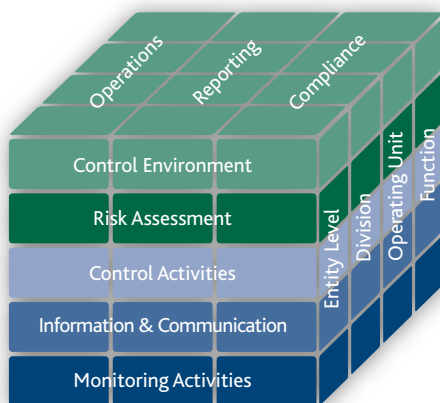 Operations
Reporting
Compliance
Control Environment
Risk Assessment
Control Activities
Information & Communication
Monitoring Activities
Entity Level
Division
Operating Unit
Function